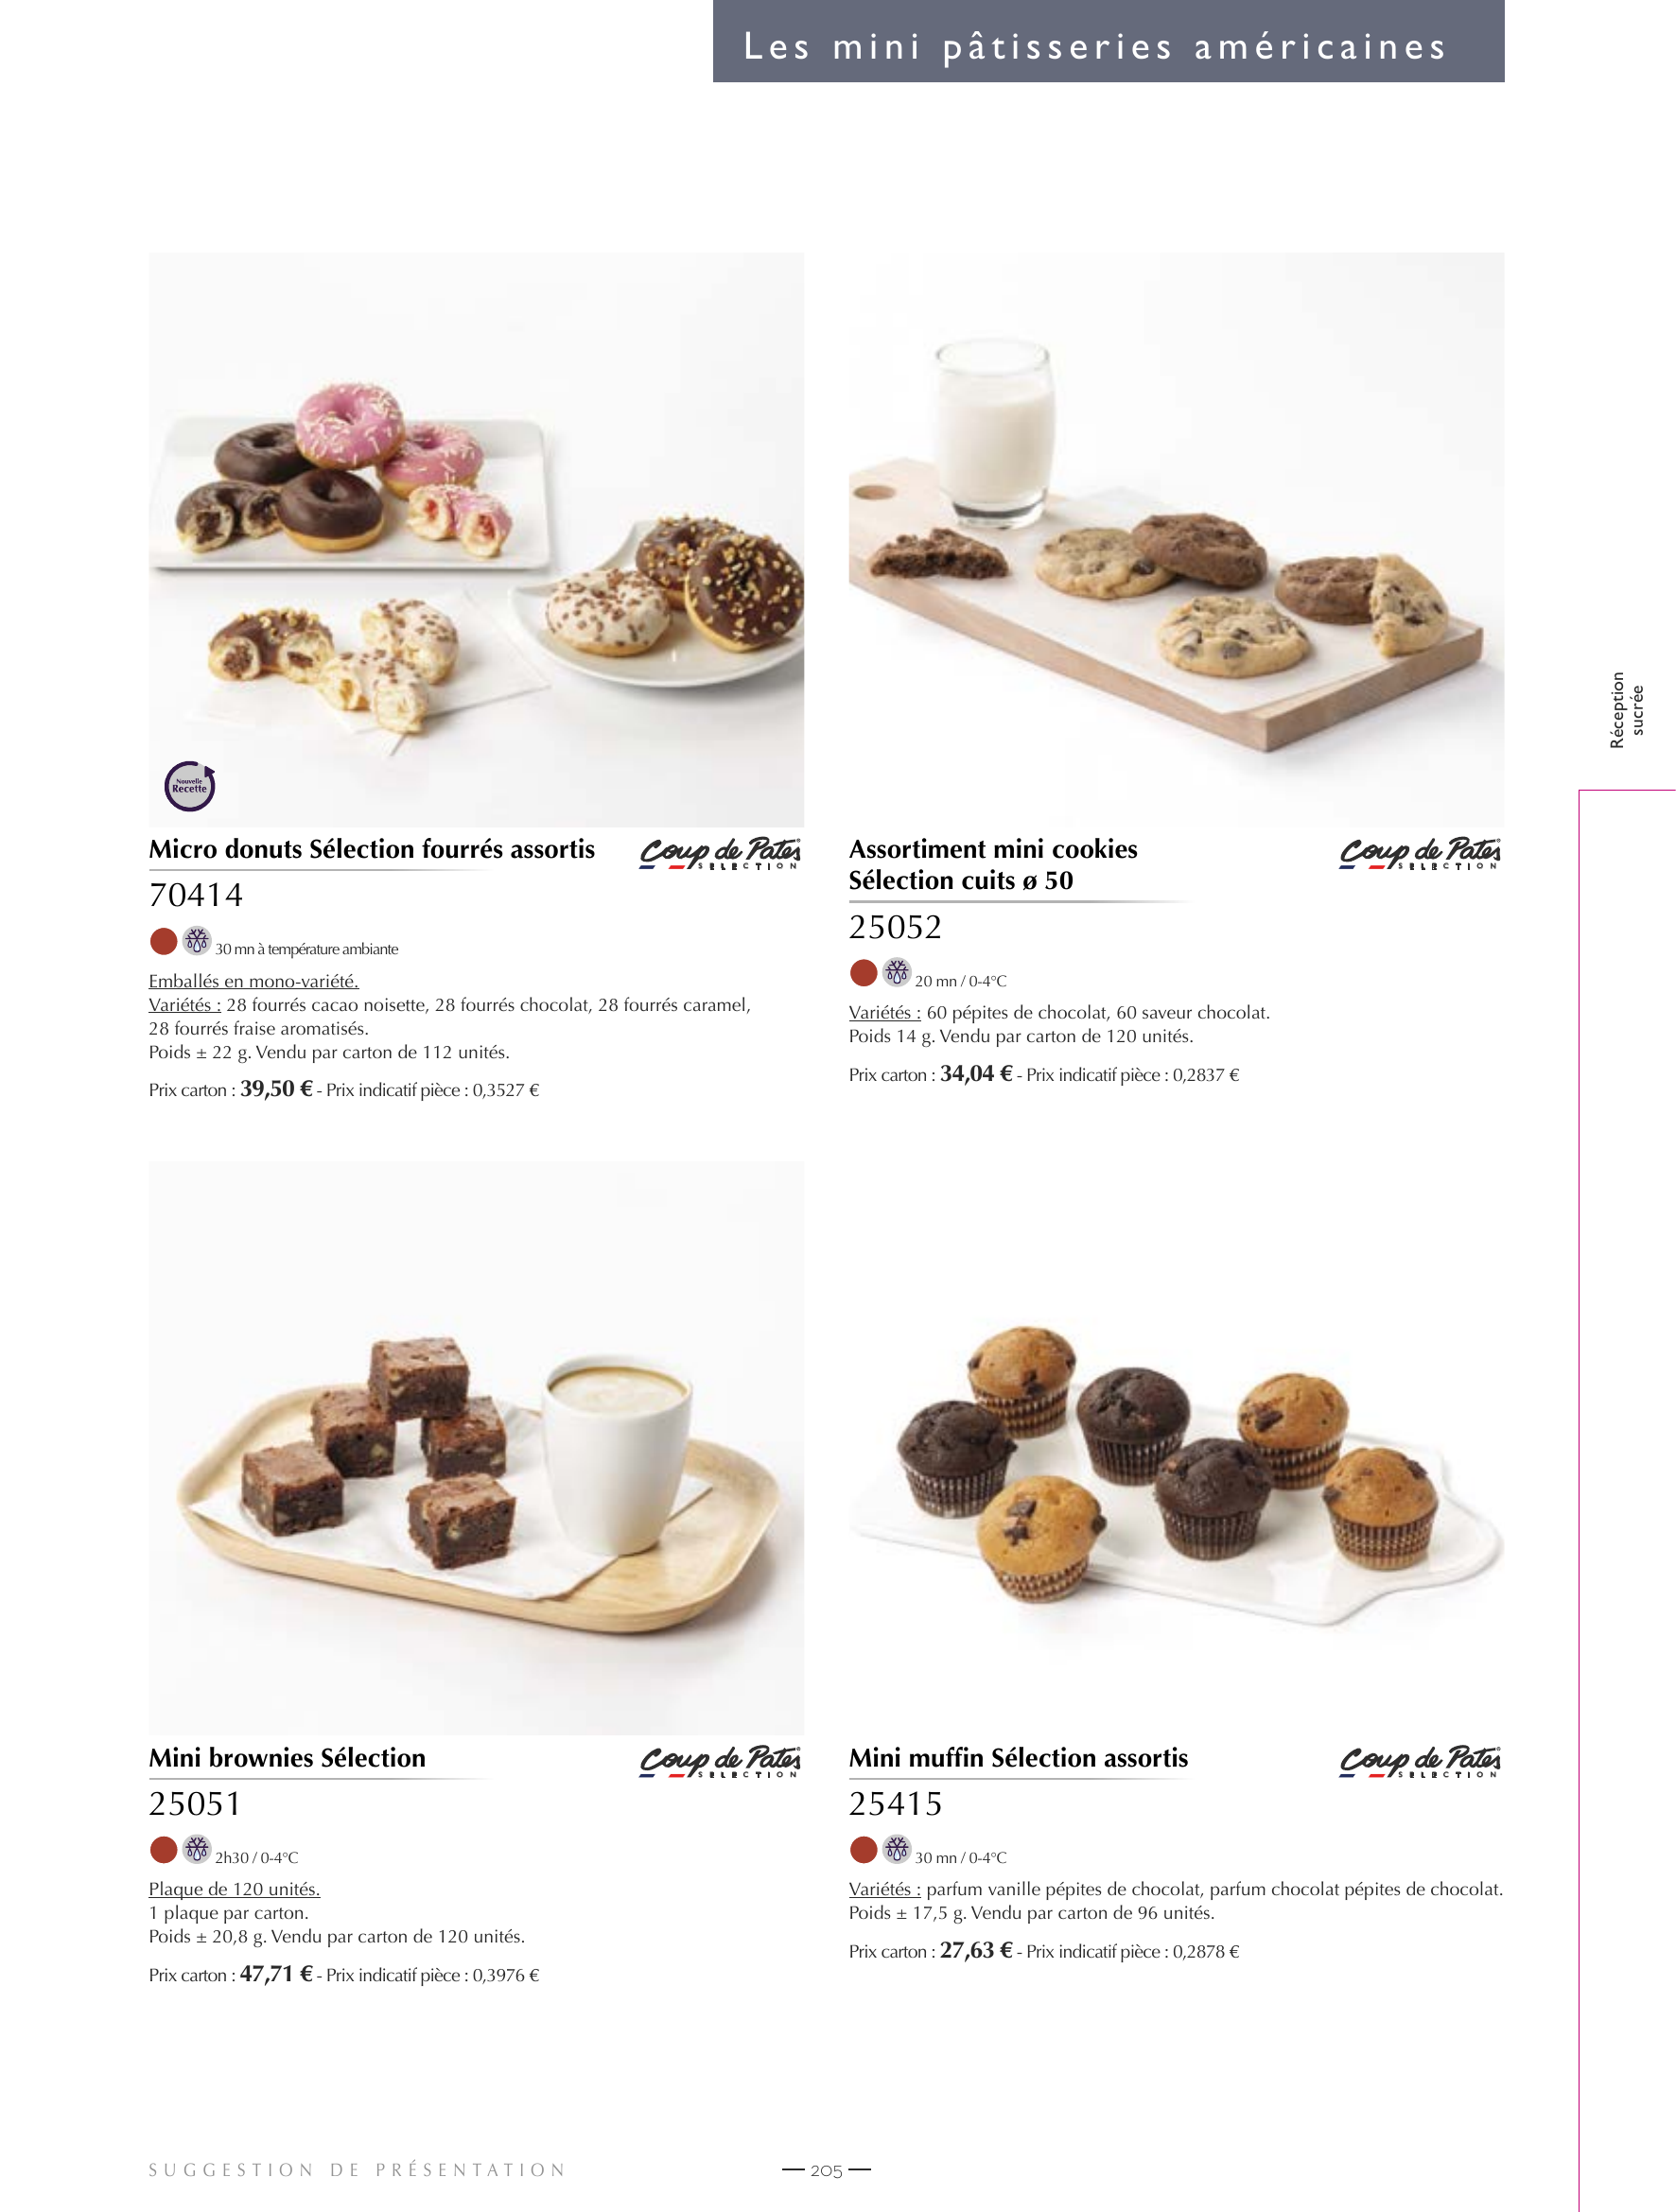 Les mini pâtisseries américaines
Nouvelle
Recette
Micro donuts Sélection fourrés assortis
Coup de Pates
SELECTION
70414
30 mn à température ambiante
Emballés en mono-variété.
Variétés : 28 fourrés cacao noisette, 28 fourrés chocolat, 28 fourrés caramel,
28 fourrés fraise aromatisés.
Poids ± 22 g. Vendu par carton de 112 unités.
Prix carton : 39,50 € - Prix indicatif pièce : 0,3527 €
Assortiment mini cookies
Sélection cuits ø 50
Coup de Pates
SELECTION
25052
20 mn / 0-4°C
Variétés : 60 pépites de chocolat, 60 saveur chocolat.
Poids 14 g. Vendu par carton de 120 unités.
Prix carton : 34,04 € - Prix indicatif pièce : 0,2837 €
Réception
sucrée
Mini brownies Sélection
Coup de Pates
SELECTION
25051
2h30 / 0-4°C
Plaque de 120 unités.
1 plaque par carton.
Poids ± 20,8 g. Vendu par carton de 120 unités.
Prix carton : 47,71 € - Prix indicatif pièce : 0,3976 €
Mini muffin Sélection assortis
Coup de Pates
SELECTION
25415
30 mn / 0-4°C
Variétés : parfum vanille pépites de chocolat, parfum chocolat pépites de chocolat.
Poids ± 17,5 g. Vendu par carton de 96 unités.
Prix carton : 27,63 € - Prix indicatif pièce : 0,2878 €
SUGGESTION DE PRÉSENTATION
— 205 —